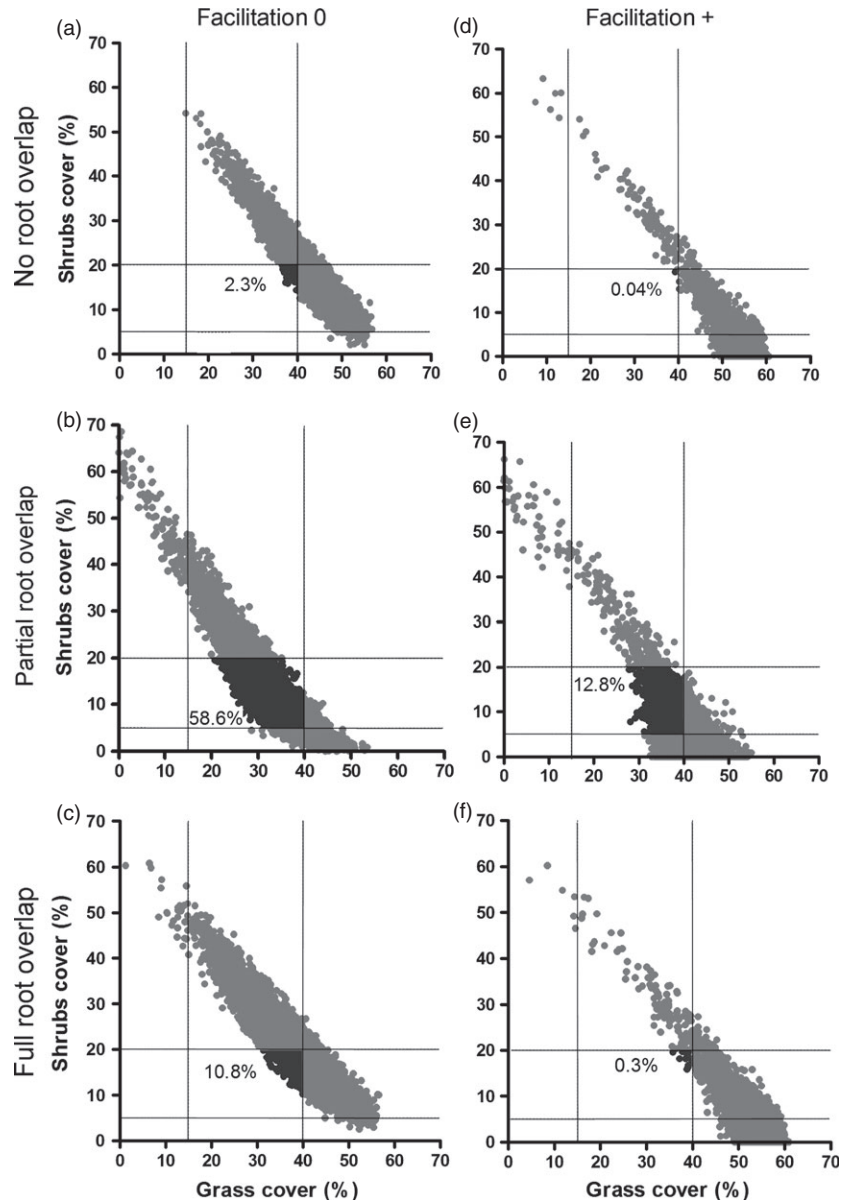 Facilitation 0
Facilitation +
No root overlap
(a)
Shrubs cover (%)
70
60
50
40
30
20
10
0
2.3%
0 10 20 30 40 50 60 70
(d)
70
60
50
40
30
20
10
0
0.04%
0 10 20 30 40 50 60 70
Partial root overlap
(b)
Shrubs cover (%)
70
60
50
40
30
20
10
0
58.6%
0 10 20 30 40 50 60 70
(e)
70
60
50
40
30
20
10
0
12.8%
0 10 20 30 40 50 60 70
Full root overlap
(c)
Shrubs cover (%)
70
60
50
40
30
20
10
0
10.8%
0 10 20 30 40 50 60 70
Grass cover (%)
(f)
70
60
50
40
30
20
10
0
0.3%
0 10 20 30 40 50 60 70
Grass cover (%)